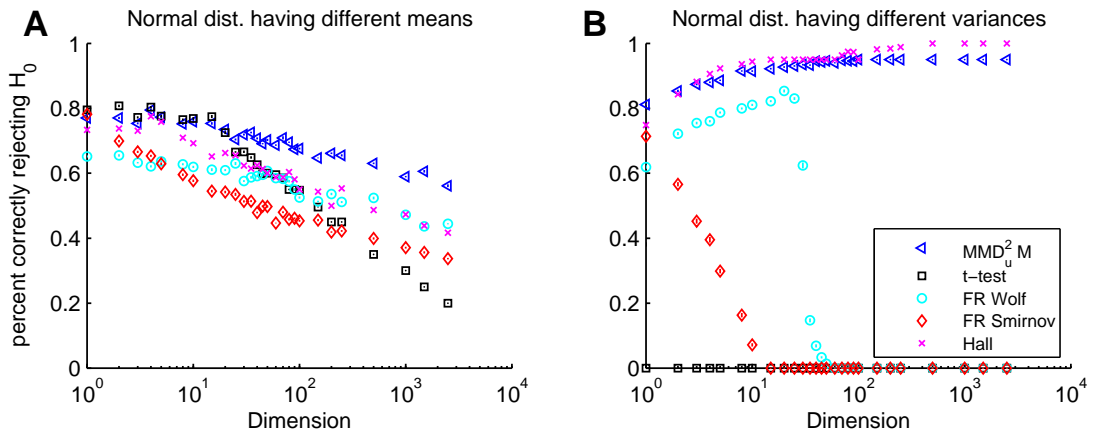 A
Normal dist. having different means
percent correctly rejecting H0
1
0.8
0.6
0.4
0.2
0
10^0
10^1
10^2
10^3
10^4
Dimension
B
Normal dist. having different variances
1
0.8
0.6
0.4
0.2
0
10^0
10^1
10^2
10^3
10^4
Dimension
MMD_u^2 M
t−test
FR Wolf
FR Smirnov
Hall